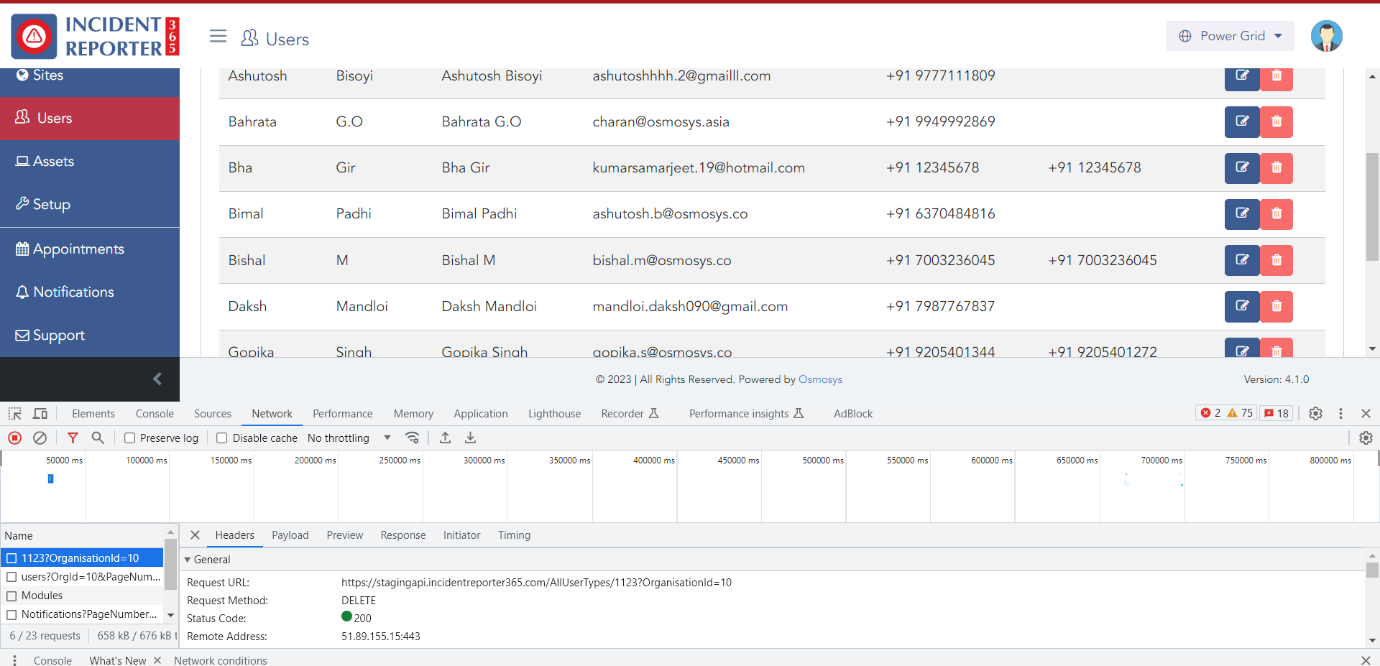 INCIDENT REPORTER 365
Users
Power Grid
Sites
Users
Assets
Setup
Appointments
Notifications
Support
Ashutosh Bisoyi Ashutosh Bisoyi ashutoshhhh.2@gmailll.com +91 9777111809
Bahrata G.O Bahrata G.O charan@osmosys.asia +91 9949992869
Bha Gir Bha Gir kumarsamarjeet.19@hotmail.com +91 12345678 +91 12345678
Bimal Padhi Bimal Padhi ashutosh.b@osmosys.co +91 6370484816
Bishal M Bishal M bishal.m@osmosys.co +91 7003236045 +91 7003236045
Daksh Mandloi Daksh Mandloi mandloi.daksh090@gmail.com +91 7987767837
Gopika Singh Gopika Singh gopika.s@osmosys.co +91 9205401344 +91 9205401272
© 2023 | All Rights Reserved. Powered by Osmosys Version: 4.1.0
Elements Console Sources Network Performance Memory Application Lighthouse Recorder Performance insights AdBlock 2 75 18
Preserve log Disable cache No throttling
50000 ms 100000 ms 150000 ms 200000 ms 250000 ms 300000 ms 350000 ms 400000 ms 450000 ms 500000 ms 550000 ms 600000 ms 650000 ms 700000 ms 750000 ms 800000 ms
Name
1123?OrganisationId=10
users?OrgId=10&PageNum...
Modules
Notifications?PageNumber...
6 / 23 requests 658 kB / 676 kB t
Headers Payload Preview Response Initiator Timing
General
Request URL: https://stagingapi.incidentreporter365.com/AllUserTypes/1123?OrganisationId=10
Request Method: DELETE
Status Code: 200
Remote Address: 51.89.155.15:443
Console What's New Network conditions